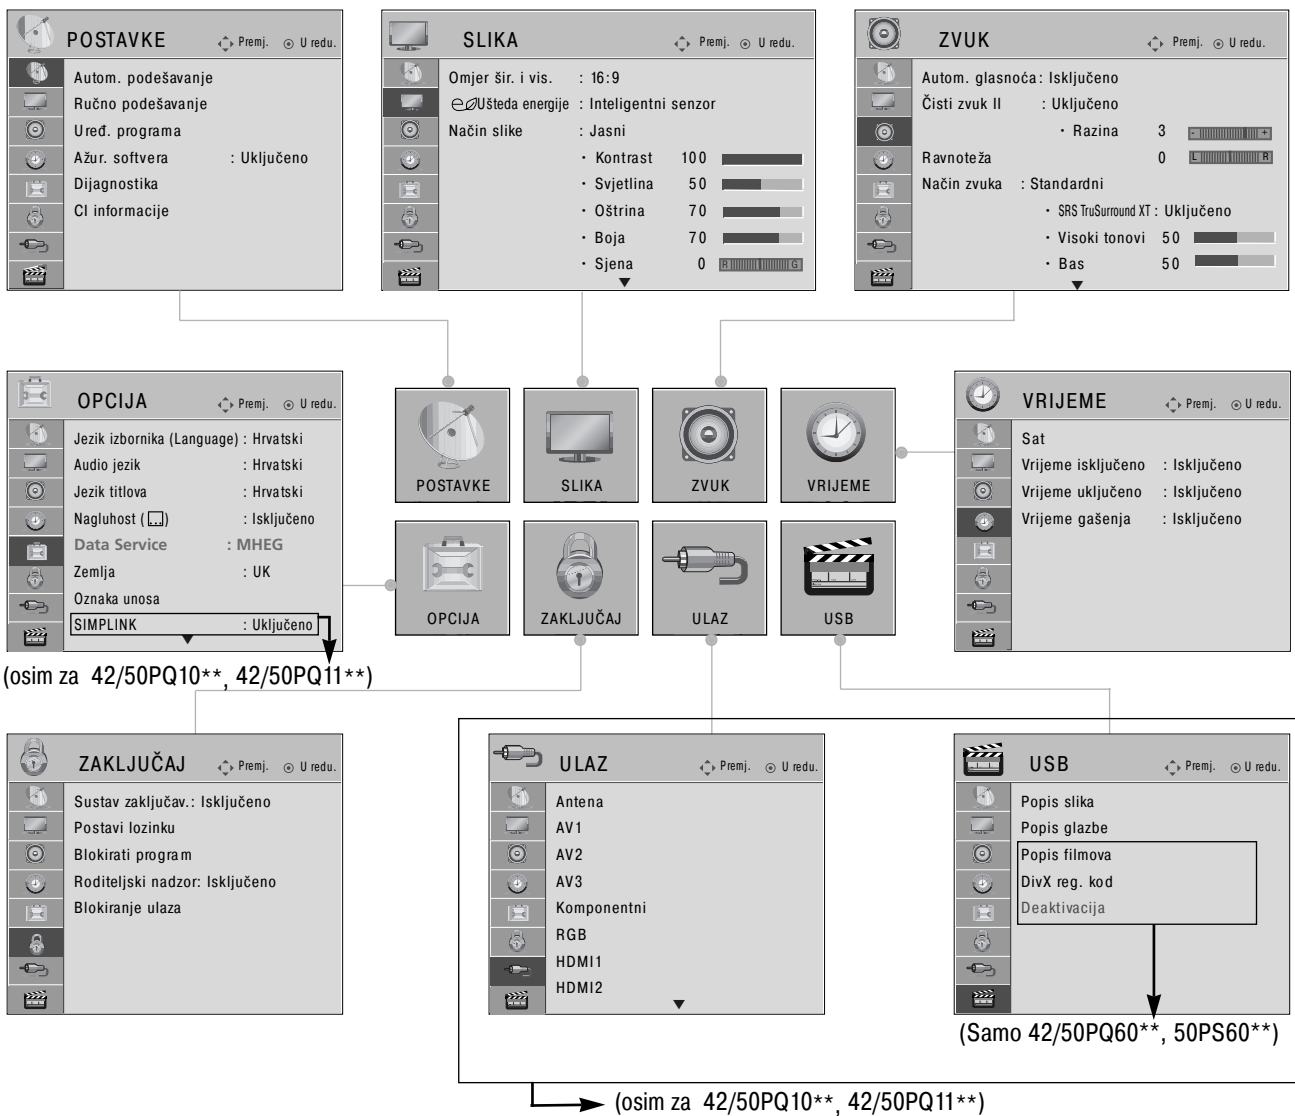 POSTAVKE Premj. U redu.
Autom. podešavanje
Ručno podešavanje
Uređ. programa
Ažur. softvera : Uključeno
Dijagnostika
CI informacije
SLIKA Premj. U redu.
Omjer šir. i vis. : 16:9
Ušteda energije : Inteligentni senzor
Način slike : Jasni
• Kontrast 100
• Svjetlina 50
• Oštrina 70
• Boja 70
• Sjena 0 R G
▼
ZVUK Premj. U redu.
Autom. glasnoća : Isključeno
Čisti zvuk II : Uključeno
• Razina 3 - +
Ravnoteža 0 L R
Način zvuka : Standardni
• SRS TruSurround XT : Uključeno
• Visoki tonovi 50
• Bas 50
▼
OPCIJA Premj. U redu.
Jezik izbornika (Language) : Hrvatski
Audio jezik : Hrvatski
Jezik titlova : Hrvatski
Nagluhost ( ) : Isključeno
Data Service : MHEG
Zemlja : UK
Oznaka unosa
SIMPLINK : Uključeno
▼
(osim za 42/50PQ10**, 42/50PQ11**)
POSTAVKE
SLIKA
ZVUK
VRIJEME
OPCIJA
ZAKLJUČAJ
ULAZ
USB
VRIJEME Premj. U redu.
Sat
Vrijeme isključeno : Isključeno
Vrijeme uključeno : Isključeno
Vrijeme gašenja : Isključeno
ZAKLJUČAJ Premj. U redu.
Sustav zaključav.: Isključeno
Postavi lozinku
Blokirati program
Roditeljski nadzor: Isključeno
Blokiranje ulaza
ULAZ Premj. U redu.
Antena
AV1
AV2
AV3
Komponentni
RGB
HDMI1
HDMI2
▼
USB Premj. U redu.
Popis slika
Popis glazbe
Popis filmova
DivX reg. kod
Deaktivacija
(Samo 42/50PQ60**, 50PS60**)
(osim za 42/50PQ10**, 42/50PQ11**)